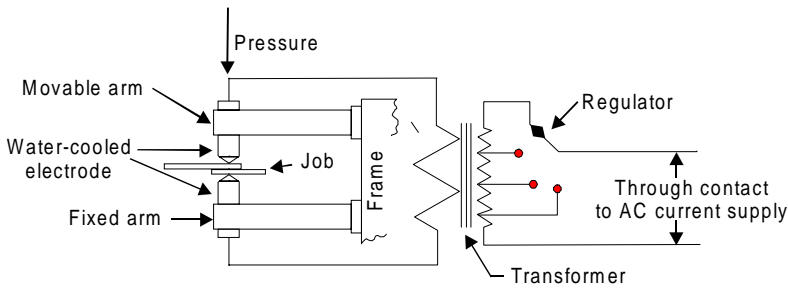 Pressure
Movable arm
Regulator
Water-cooled
electrode
Job
Frame
Through contact
to AC current supply
Fixed arm
Transformer